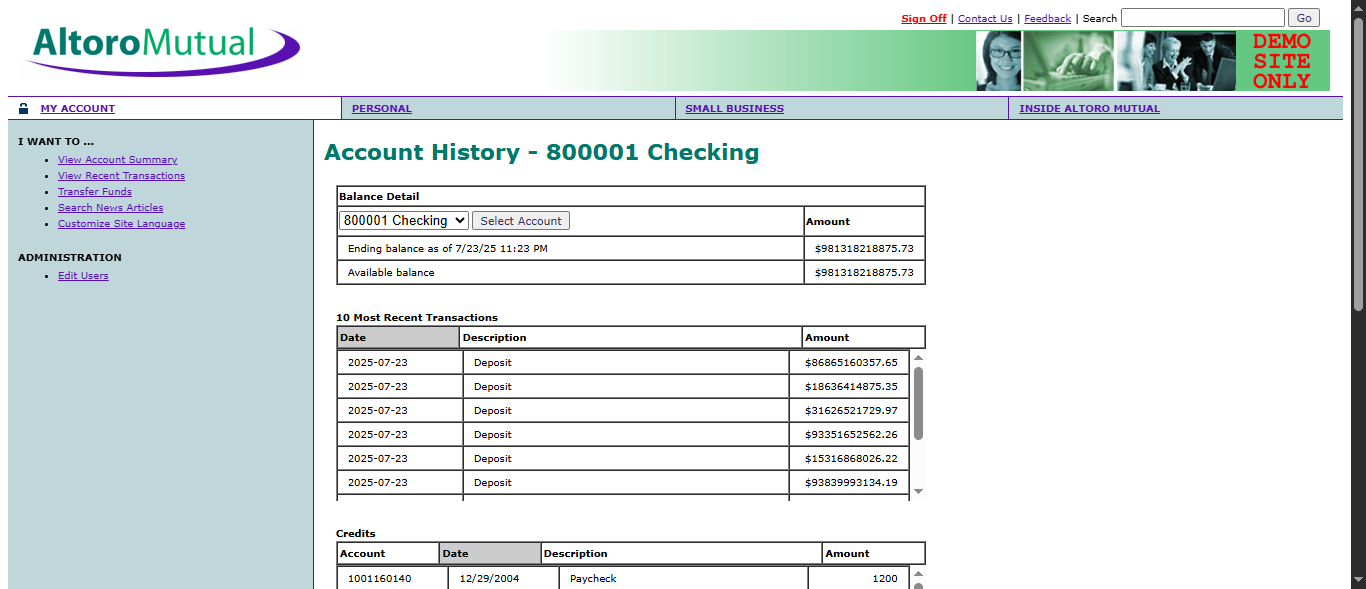 Sign Off | Contact Us | Feedback | Search Go
AltoroMutual
DEMO
SITE
ONLY
MY ACCOUNT PERSONAL SMALL BUSINESS INSIDE ALTORO MUTUAL
I WANT TO ...
View Account Summary
View Recent Transactions
Transfer Funds
Search News Articles
Customize Site Language
ADMINISTRATION
Edit Users
Account History - 800001 Checking
Balance Detail
800001 Checking Select Account Amount
Ending balance as of 7/23/25 11:23 PM $981318218875.73
Available balance $981318218875.73
10 Most Recent Transactions
Date Description Amount
2025-07-23 Deposit $86865160357.65
2025-07-23 Deposit $18636414875.35
2025-07-23 Deposit $31626521729.97
2025-07-23 Deposit $93351652562.26
2025-07-23 Deposit $15316868026.22
2025-07-23 Deposit $93839993134.19
Credits
Account Date Description Amount
1001160140 12/29/2004 Paycheck 1200